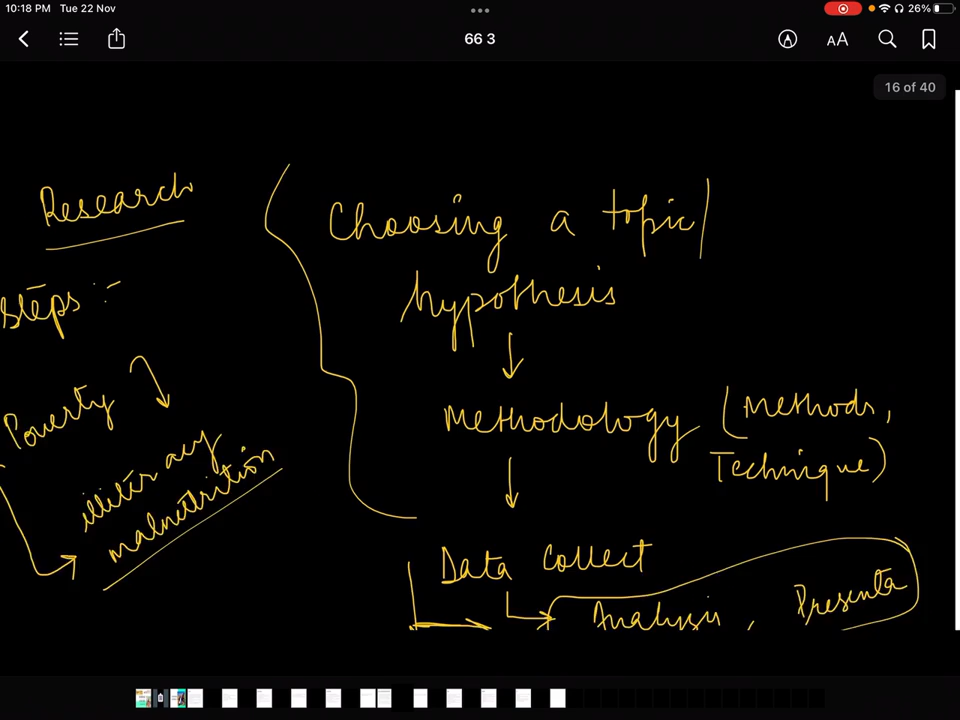 10:18 PM Tue 22 Nov
26%
66 3
AA
16 of 40
Research
steps :-
Poverty
illiteracy
malnutrition
Choosing a topic/
hypothesis
Methodology (Methods,
Technique)
Data Collect
Analysis, Presenta